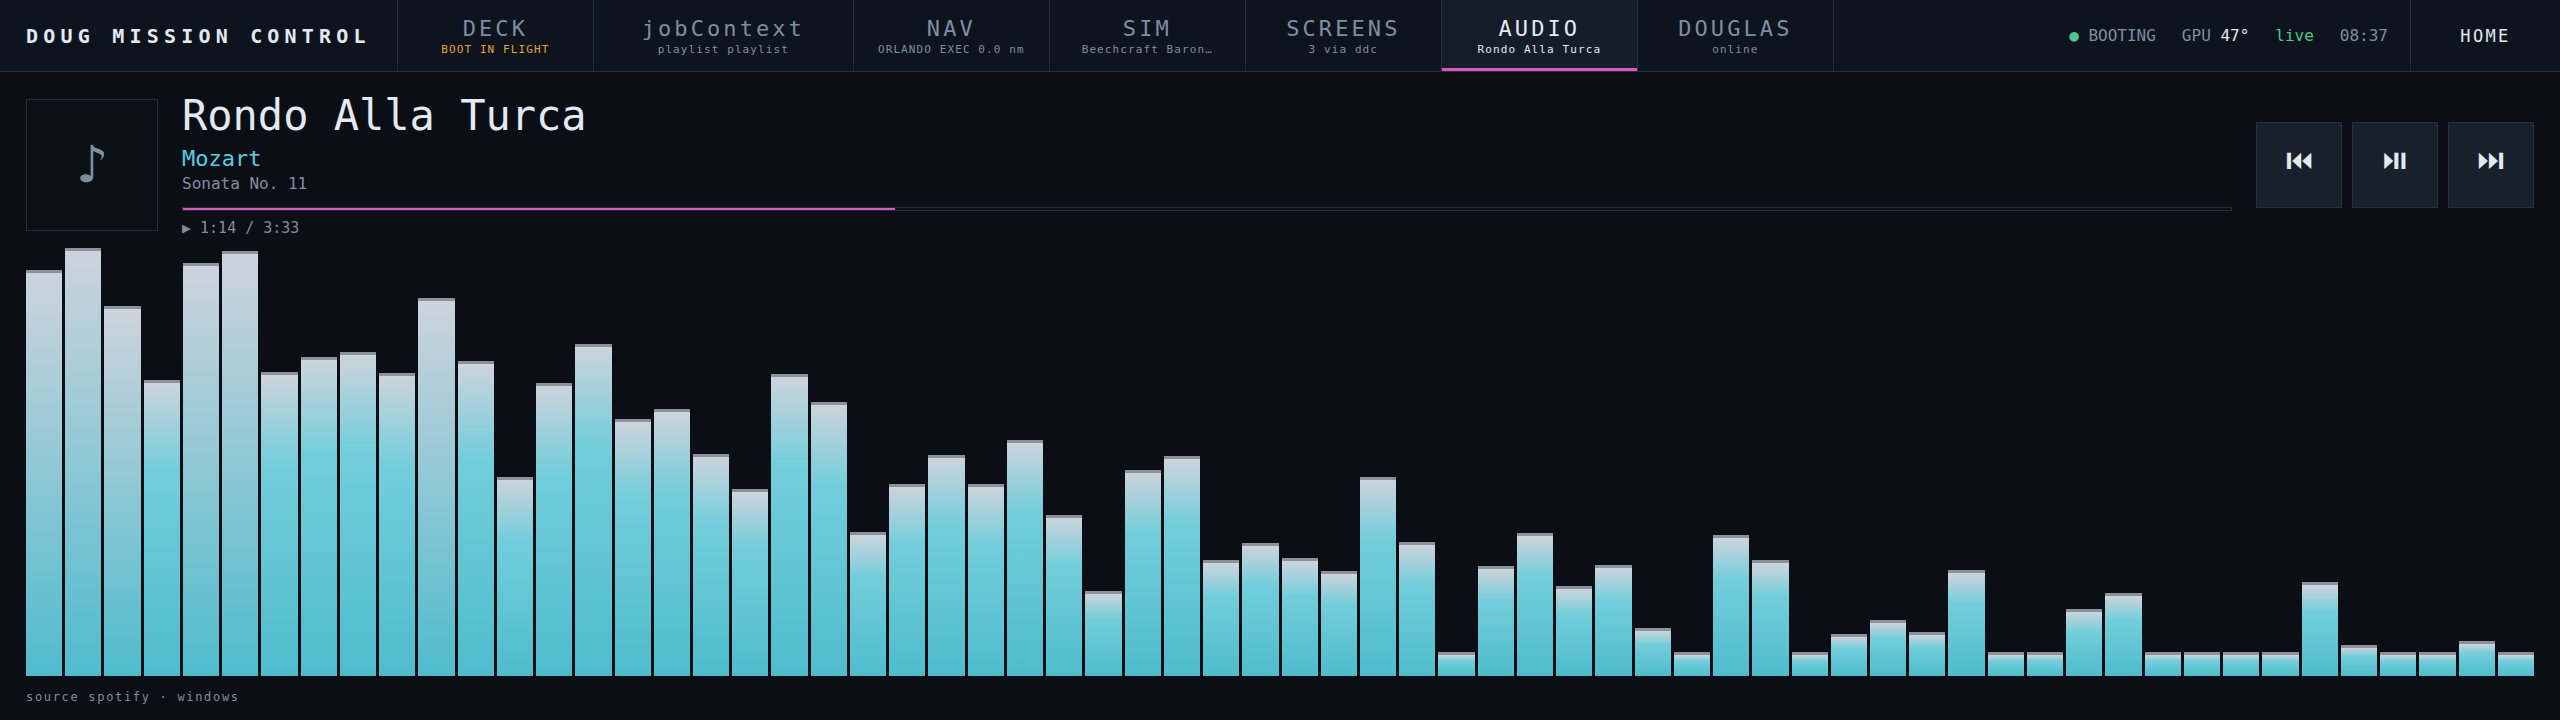 DOUG MISSION CONTROL
DECK
BOOT IN FLIGHT
jobContext
playlist playlist
NAV
ORLANDO EXEC 0.0 nm
SIM
Beechcraft Baron…
SCREENS
3 via ddc
AUDIO
Rondo Alla Turca
DOUGLAS
online
● BOOTING GPU 47° live 08:37
HOME
Rondo Alla Turca
Mozart
Sonata No. 11
▶ 1:14 / 3:33
source spotify · windows